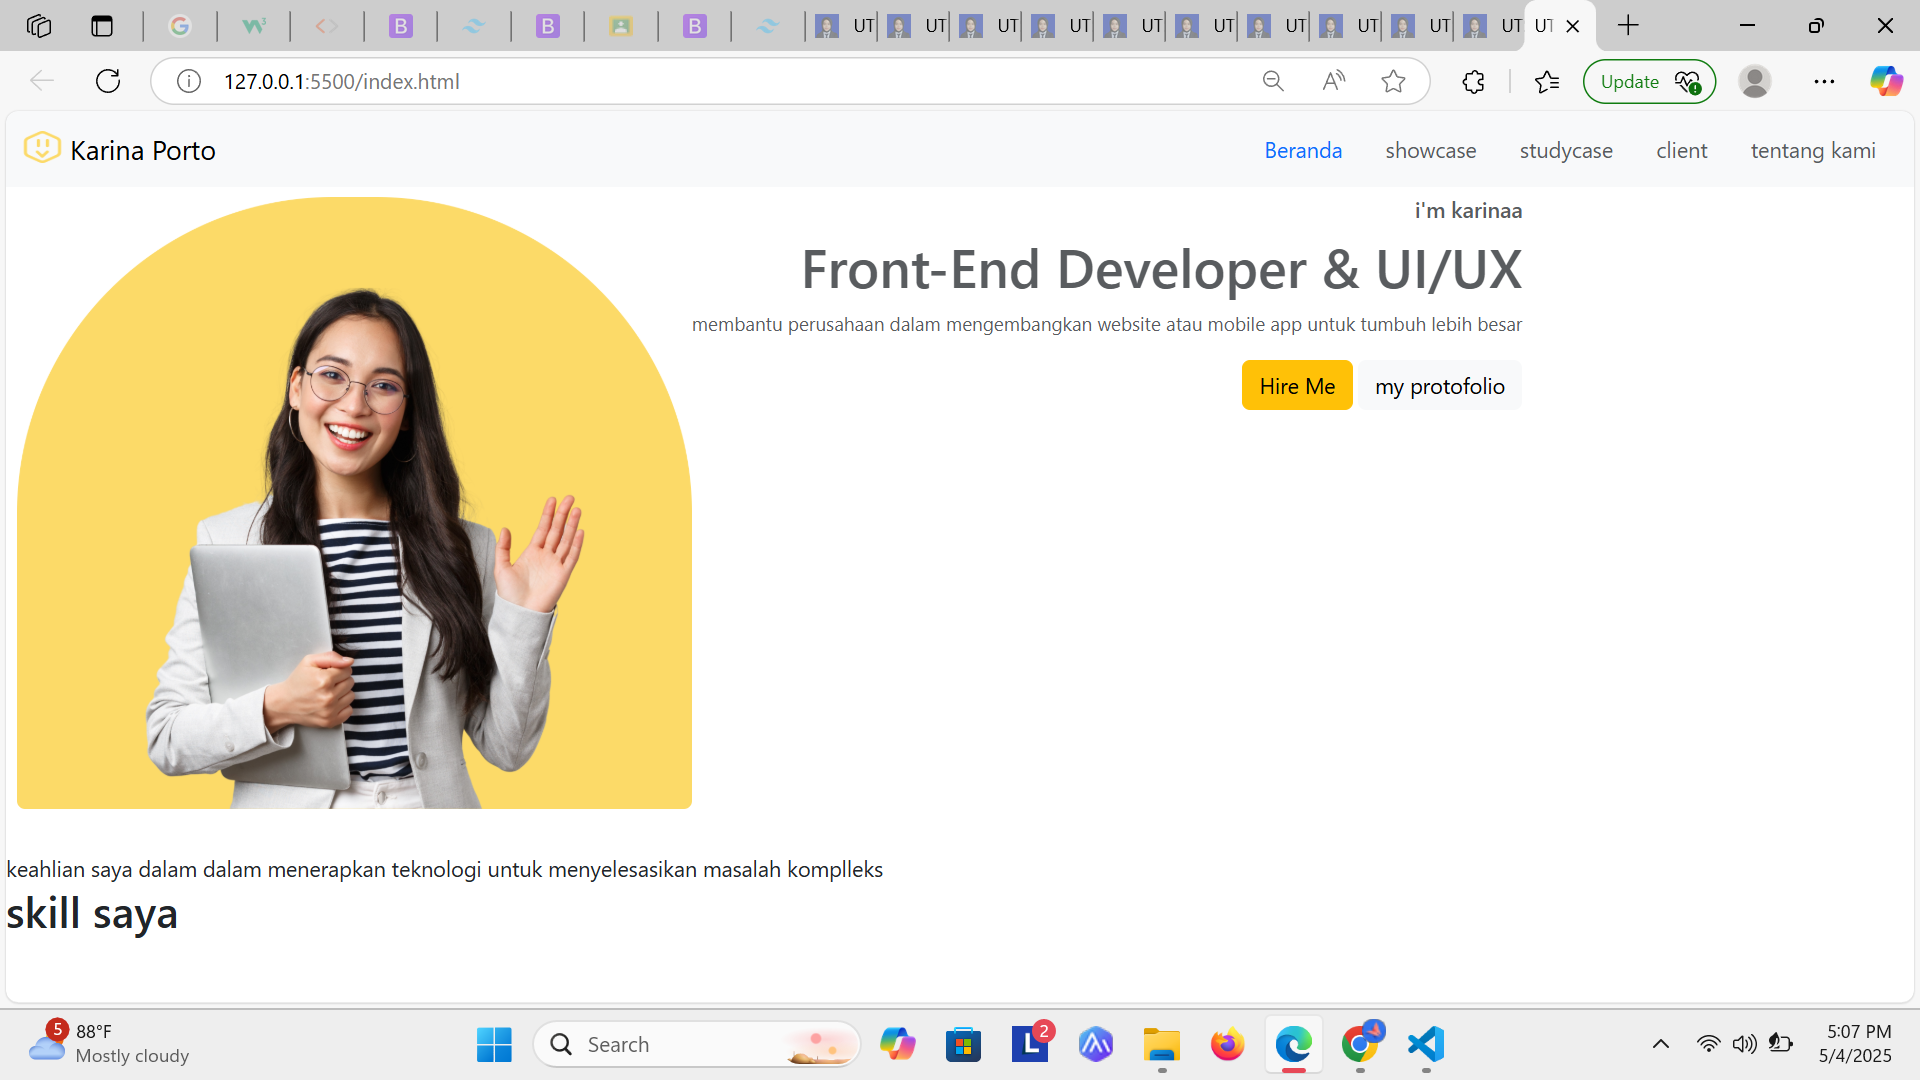 UT
UT
UT
UT
UT
UT
UT
UT
UT
UT
UT
127.0.0.1:5500/index.html
Update
Karina Porto
Beranda
showcase
studycase
client
tentang kami
i'm karinaa
Front-End Developer & UI/UX
membantu perusahaan dalam mengembangkan website atau mobile app untuk tumbuh lebih besar
Hire Me
my protofolio
keahlian saya dalam dalam menerapkan teknologi untuk menyelesasikan masalah komplleks
skill saya
5
88°F
Mostly cloudy
Search
2
5:07 PM
5/4/2025